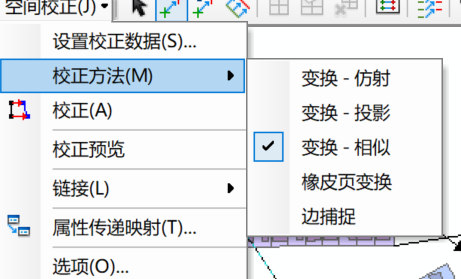 空间校正(J)
设置校正数据(S)...
校正方法(M)
校正(A)
校正预览
链接(L)
属性传递映射(T)...
选项(O)...
变换 - 仿射
变换 - 投影
变换 - 相似
橡皮页变换
边捕捉